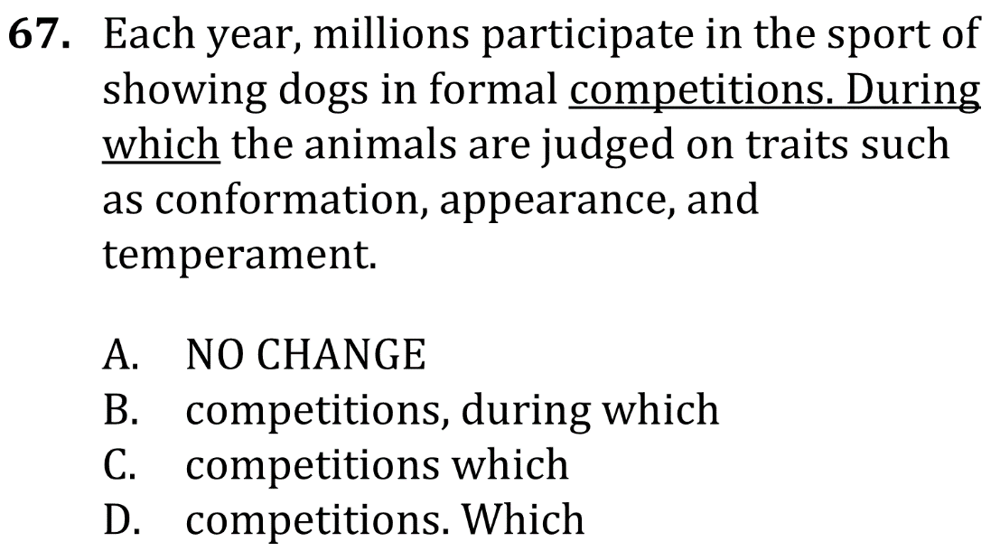 67. Each year, millions participate in the sport of
showing dogs in formal competitions. During
which the animals are judged on traits such
as conformation, appearance, and
temperament.
A. NO CHANGE
B. competitions, during which
C. competitions which
D. competitions. Which